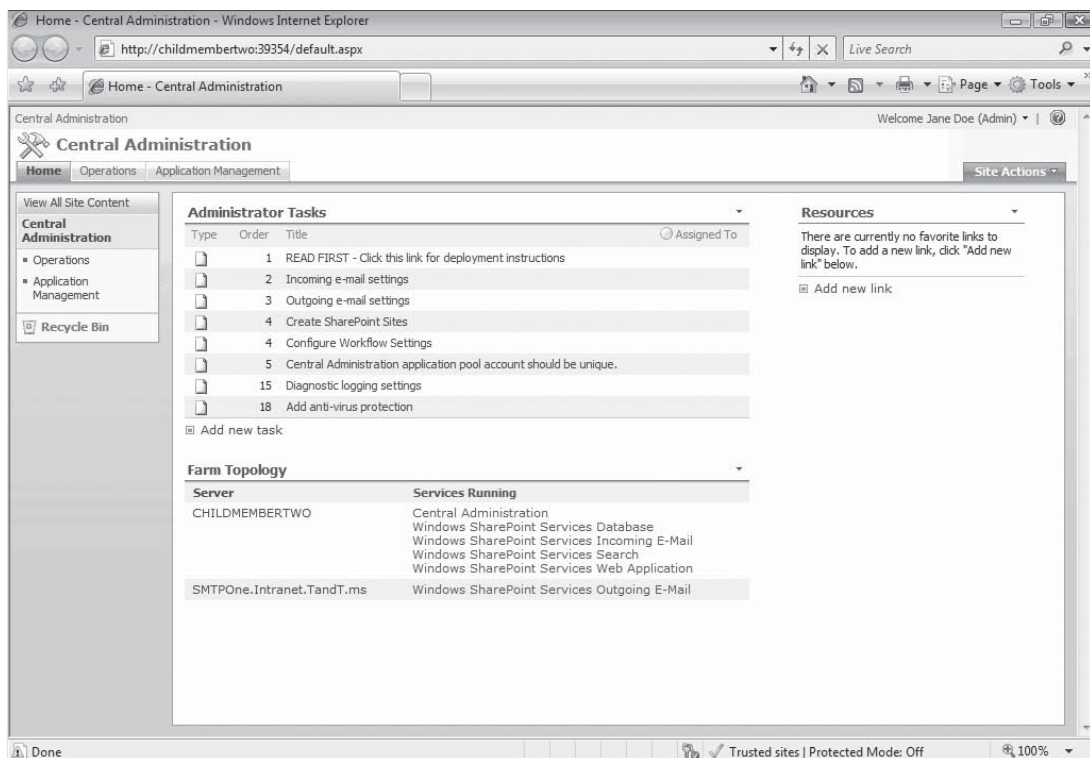 Home - Central Administration - Windows Internet Explorer
http://childmembertwo:39354/default.aspx
Live Search
Home - Central Administration
Page
Tools
Central Administration
Welcome Jane Doe (Admin)
Central Administration
Home
Operations
Application Management
Site Actions
View All Site Content
Central
Administration
Operations
Application
Management
Recycle Bin
Administrator Tasks
Type Order Title Assigned To
1 READ FIRST - Click this link for deployment instructions
2 Incoming e-mail settings
3 Outgoing e-mail settings
4 Create SharePoint Sites
4 Configure Workflow Settings
5 Central Administration application pool account should be unique.
15 Diagnostic logging settings
18 Add anti-virus protection
Add new task
Farm Topology
Server Services Running
CHILDMEMBERTWO Central Administration
Windows SharePoint Services Database
Windows SharePoint Services Incoming E-Mail
Windows SharePoint Services Search
Windows SharePoint Services Web Application
SMTPOne.Intranet.TandT.ms Windows SharePoint Services Outgoing E-Mail
Resources
There are currently no favorite links to
display. To add a new link, click "Add new
link" below.
Add new link
Done
Trusted sites | Protected Mode: Off
100%